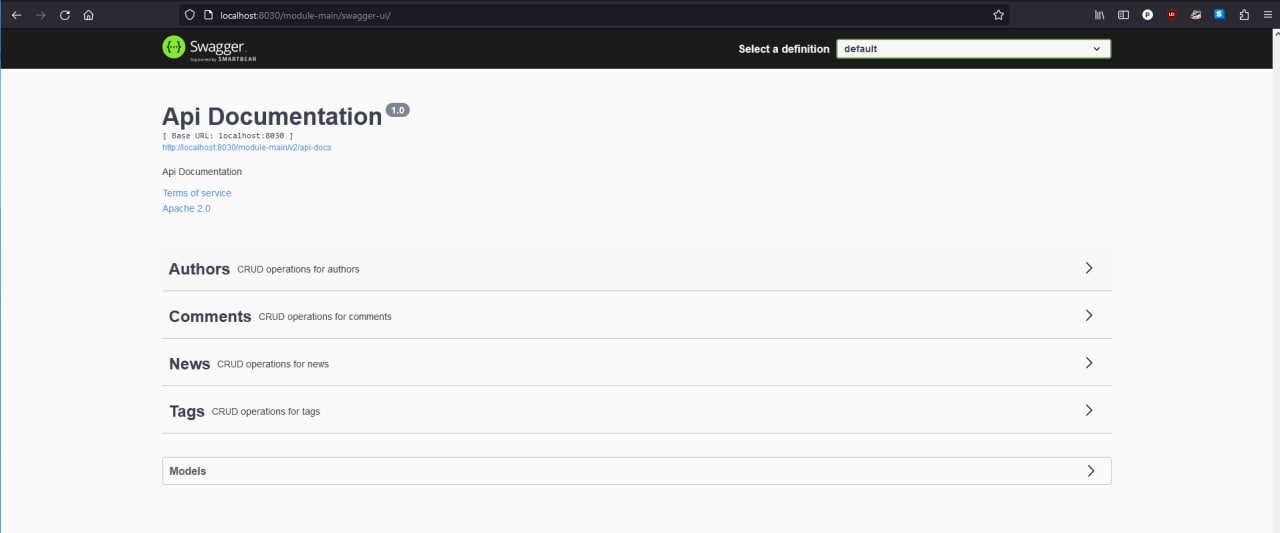 localhost:8030/module-main/swagger-ui/
Swagger.
Supported by SMARTBEAR
Select a definition
default
Api Documentation 1.0
[ Base URL: localhost:8030 ]
http://localhost:8030/module-main/v2/api-docs
Api Documentation
Terms of service
Apache 2.0
Authors CRUD operations for authors
Comments CRUD operations for comments
News CRUD operations for news
Tags CRUD operations for tags
Models